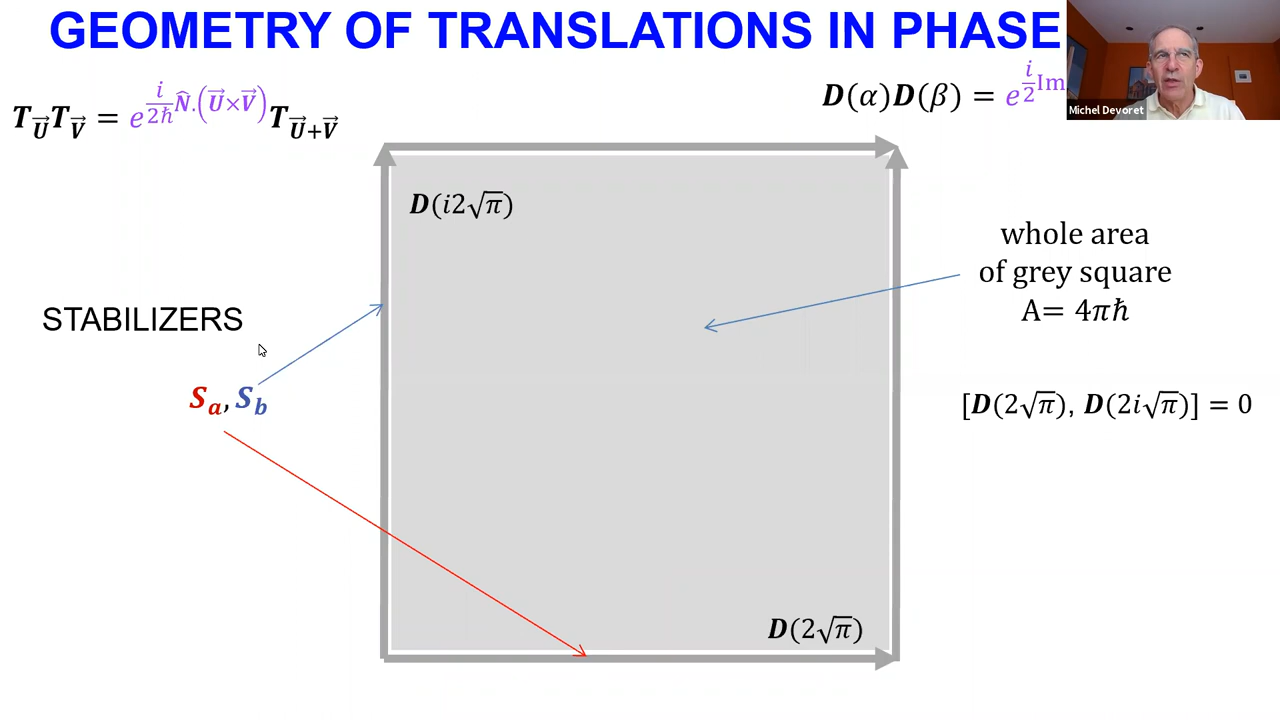 GEOMETRY OF TRANSLATIONS IN PHASE
Michel Devoret
T_U⃗ T_V⃗ = e^{i/2ħ N̂.(U⃗×V⃗)} T_{U⃗+V⃗}
D(α)D(β) = e^{i/2 Im
D(i2√π)
whole area
of grey square
A= 4πħ
STABILIZERS
S_a, S_b
[D(2√π), D(2i√π)] = 0
D(2√π)